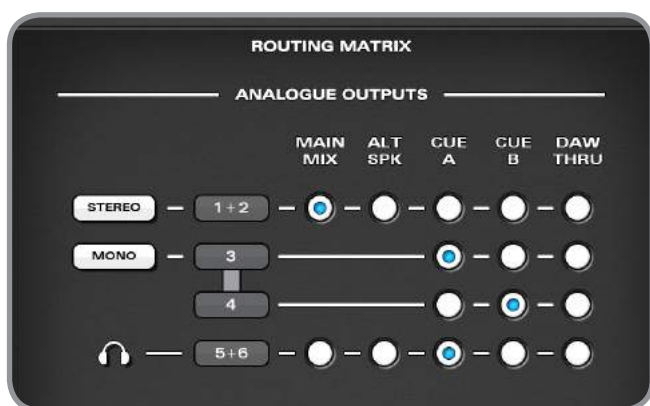 ROUTING MATRIX
ANALOGUE OUTPUTS
MAIN MIX
ALT SPK
CUE A
CUE B
DAW THRU
STEREO 1+2
MONO 3
4
5+6